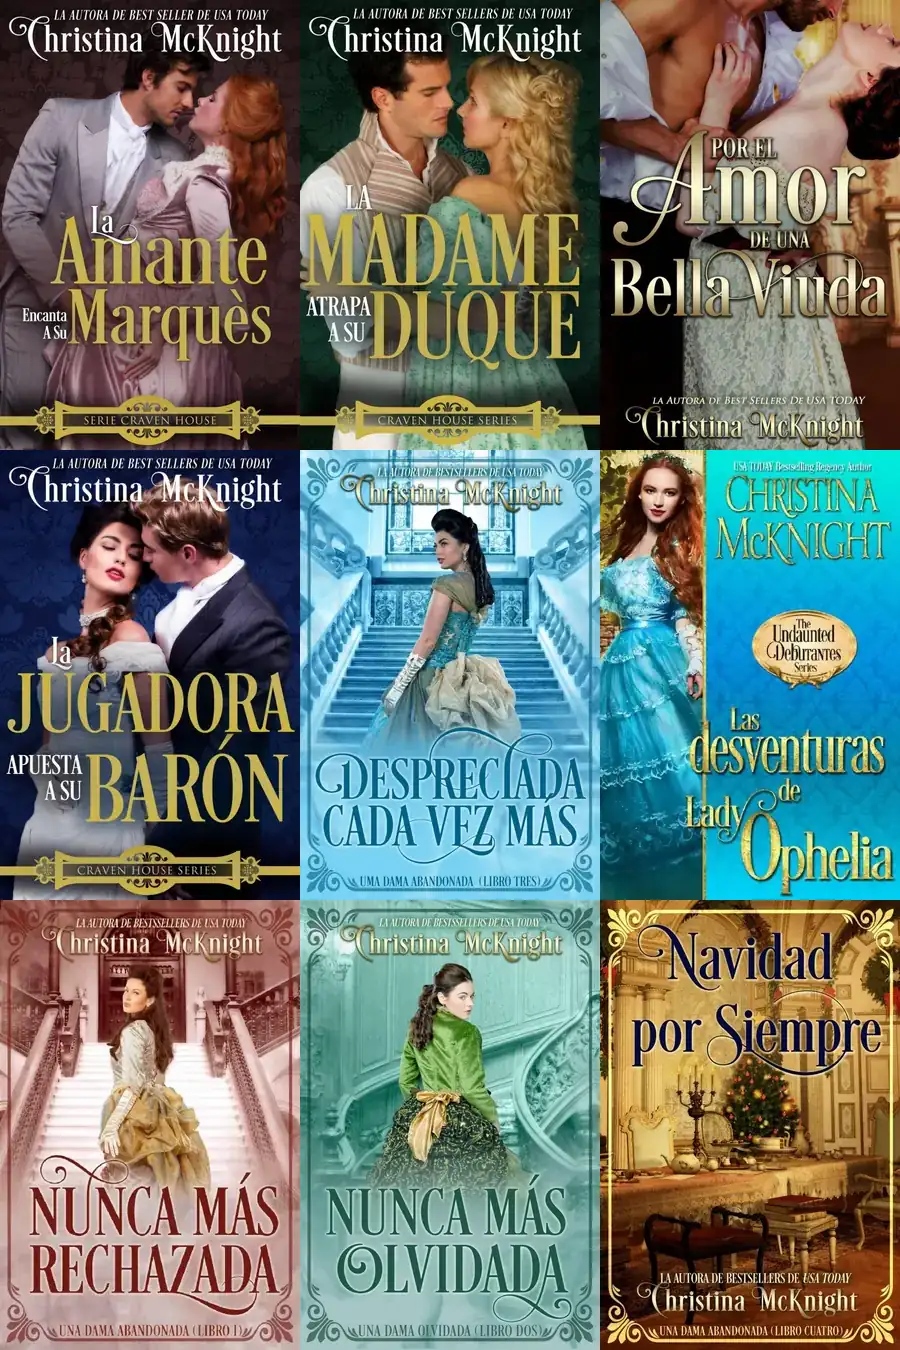 LA AUTORA DE BEST SELLER DE USA TODAY
Christina McKnight
La
Amante
Encanta
A Su
Marquès
SERIE CRAVEN HOUSE
LA AUTORA DE BEST SELLERS DE USA TODAY
Christina McKnight
LA
MADAME
ATRAPA
A SU
DUQUE
CRAVEN HOUSE SERIES
POR EL
Amor
DE UNA
Bella Viuda
LA AUTORA DE BEST SELLERS DE USA TODAY
Christina McKnight
LA AUTORA DE BEST SELLERS DE USA TODAY
Christina McKnight
La
JUGADORA
APUESTA
A SU
BARÓN
CRAVEN HOUSE SERIES
LA AUTORA DE BESTSELLERS DE USA TODAY
Christina McKnight
DESPRECIADA
CADA VEZ MÁS
UMA DAMA ABANDONADA (LIBRO TRES)
USA TODAY Bestselling Regency Author
CHRISTINA
McKNIGHT
The
Undaunted
Debutantes
Series
Las
desventuras
de
Lady
Ophelia
LA AUTORA DE BESTSSELLERS DE USA TODAY
Christina McKnight
NUNCA MÁS
RECHAZADA
UNA DAMA ABANDONADA (LIBRO 1)
LA AUTORA DE BESTSELLERS DE USA TODAY
Christina McKnight
NUNCA MÁS
OLVIDADA
UNA DAMA OLVIDADA (LIBRO DOS)
Navidad
por Siempre
LA AUTORA DE BESTSELLERS DE USA TODAY
Christina McKnight
UNA DAMA ABANDONADA (LIBRO CUATRO)